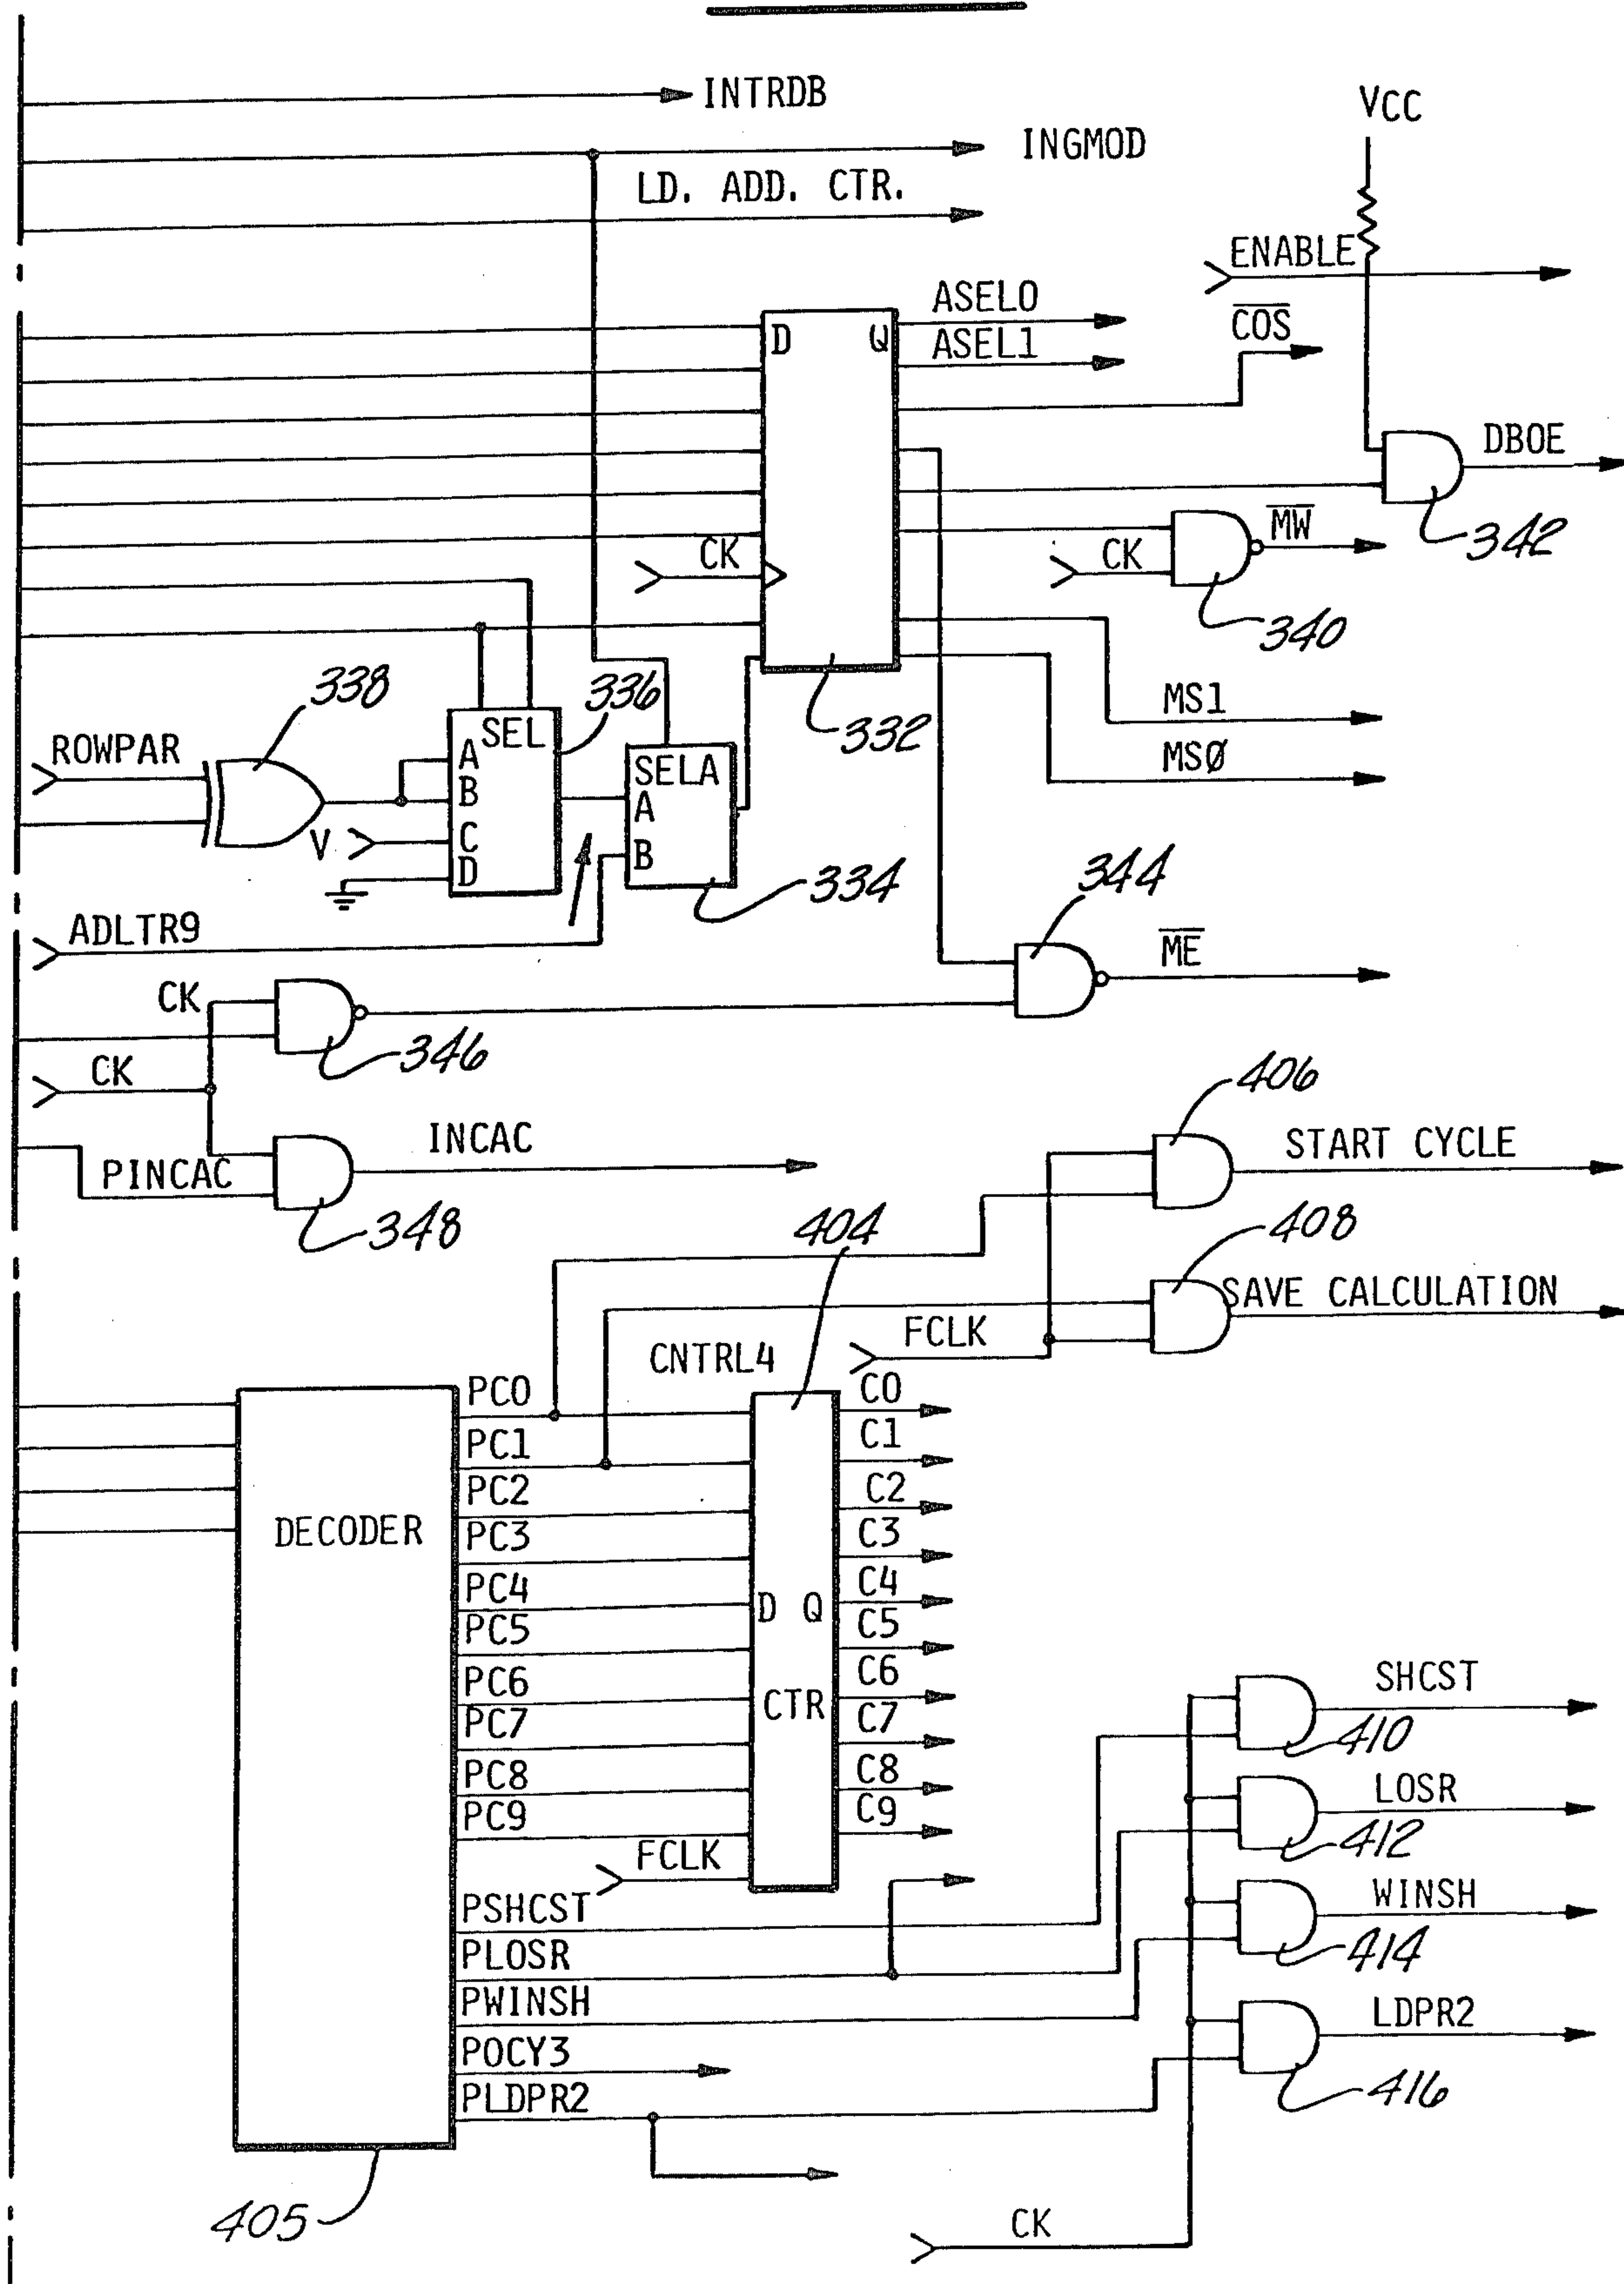 INTRDB
VCC
INGMOD
LD. ADD. CTR.
ENABLE
ASEL0
D Q
C̅O̅S̅
ASEL1
DBOE
CK
CK
M̅W̅
342
340
338
336
332
MS1
MSØ
ROWPAR
SEL
A
B
C
D
V
SELA
A
B
334
344
ADLTR9
M̅E̅
CK
346
CK
406
INCAC
START CYCLE
PINCAC
348
404
408
SAVE CALCULATION
FCLK
CNTRL4
PC0
C0
PC1
C1
PC2
C2
DECODER
PC3
C3
PC4
D Q
C4
PC5
C5
PC6
C6
SHCST
PC7
CTR
C7
410
PC8
C8
LOSR
PC9
C9
412
FCLK
WINSH
PSHCST
414
PLOSR
PWINSH
LDPR2
POCY3
PLDPR2
416
405
CK